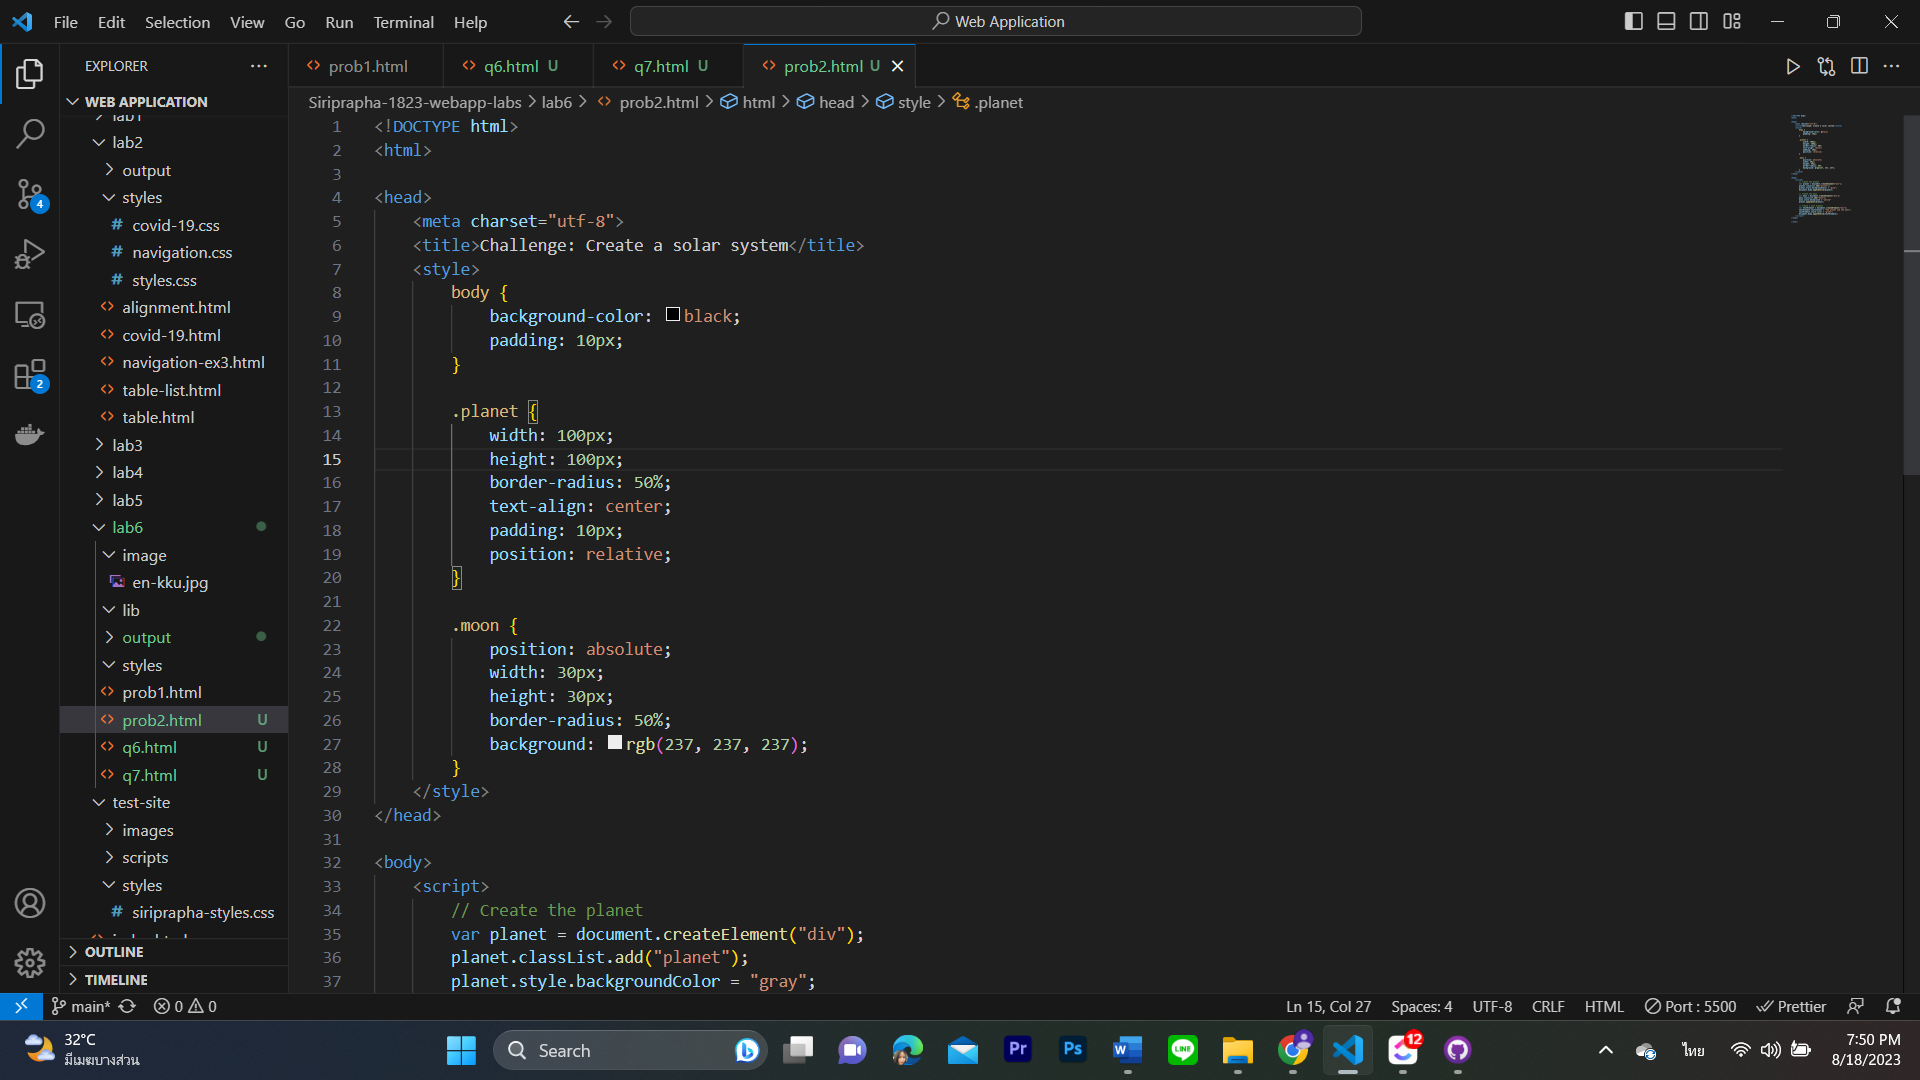 File Edit Selection View Go Run Terminal Help
Web Application
EXPLORER
WEB APPLICATION
lab1
lab2
output
styles
covid-19.css
navigation.css
styles.css
alignment.html
covid-19.html
navigation-ex3.html
table-list.html
table.html
lab3
lab4
lab5
lab6
image
en-kku.jpg
lib
output
styles
prob1.html
prob2.html U
q6.html U
q7.html U
test-site
images
scripts
styles
siriprapha-styles.css
OUTLINE
TIMELINE
4
2
prob1.html q6.html U q7.html U prob2.html U
Siriprapha-1823-webapp-labs > lab6 > prob2.html > html > head > style > .planet
1 <!DOCTYPE html>
2 <html>
3
4 <head>
5 <meta charset="utf-8">
6 <title>Challenge: Create a solar system</title>
7 <style>
8 body {
9 background-color: black;
10 padding: 10px;
11 }
12
13 .planet {
14 width: 100px;
15 height: 100px;
16 border-radius: 50%;
17 text-align: center;
18 padding: 10px;
19 position: relative;
20 }
21
22 .moon {
23 position: absolute;
24 width: 30px;
25 height: 30px;
26 border-radius: 50%;
27 background: rgb(237, 237, 237);
28 }
29 </style>
30 </head>
31
32 <body>
33 <script>
34 // Create the planet
35 var planet = document.createElement("div");
36 planet.classList.add("planet");
37 planet.style.backgroundColor = "gray";
main* 0 0 Ln 15, Col 27 Spaces: 4 UTF-8 CRLF HTML Port : 5500 Prettier
32°C
มีเมฆบางส่วน
Search
Pr
Ps
W
LINE
12
ไทย
7:50 PM
8/18/2023